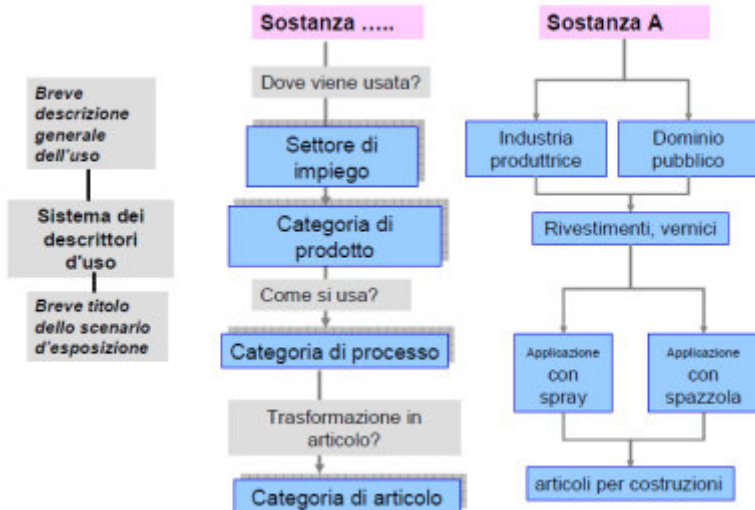 Breve
descrizione
generale
dell'uso
Sistema dei
descrittori
d'uso
Breve titolo
dello scenario
d'esposizione
Sostanza .....
Dove viene usata?
Settore di
impiego
Categoria di
prodotto
Come si usa?
Categoria di processo
Trasformazione in
articolo?
Categoria di articolo
Sostanza A
Industria
produttrice
Dominio
pubblico
Rivestimenti, vernici
Applicazione
con
spray
Applicazione
con
spazzola
articoli per costruzioni